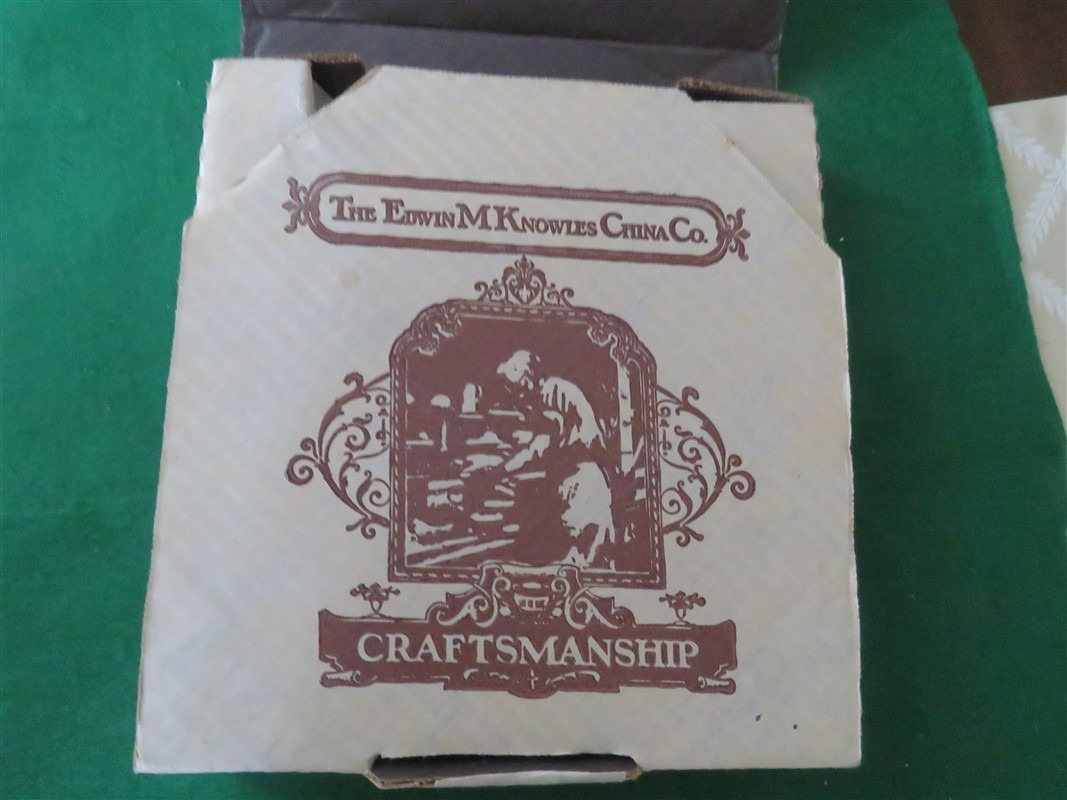 The Edwin M Knowles China Co.
CRAFTSMANSHIP